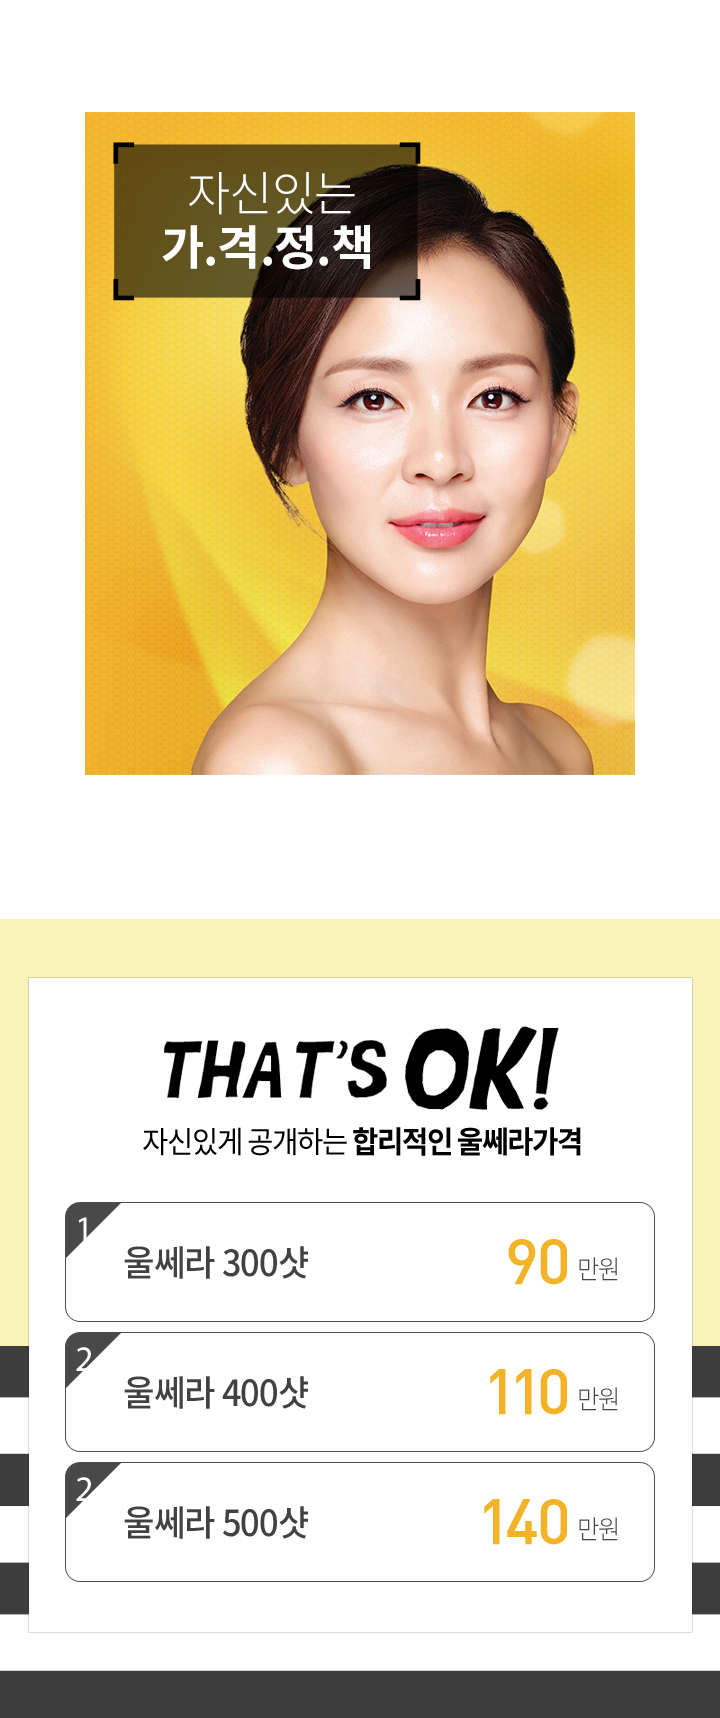 자신있는
가.격.정.책
THAT'S OK!
자신있게 공개하는 합리적인 울쎄라가격
1
울쎄라 300샷 90 만원
2
울쎄라 400샷 110 만원
2
울쎄라 500샷 140 만원